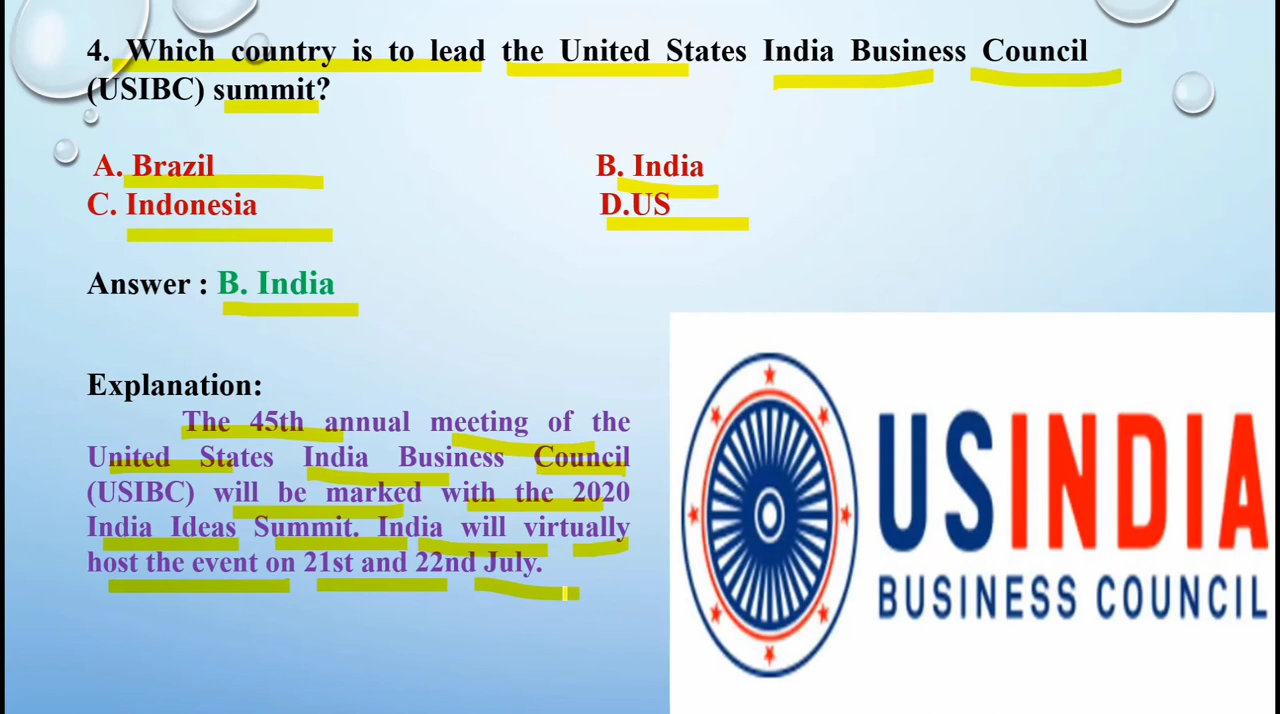 4. Which country is to lead the United States India Business Council
(USIBC) summit?
A. Brazil
B. India
C. Indonesia
D.US
Answer : B. India
Explanation:
The 45th annual meeting of the
United States India Business Council
(USIBC) will be marked with the 2020
India Ideas Summit. India will virtually
host the event on 21st and 22nd July.
USINDIA
BUSINESS COUNCIL